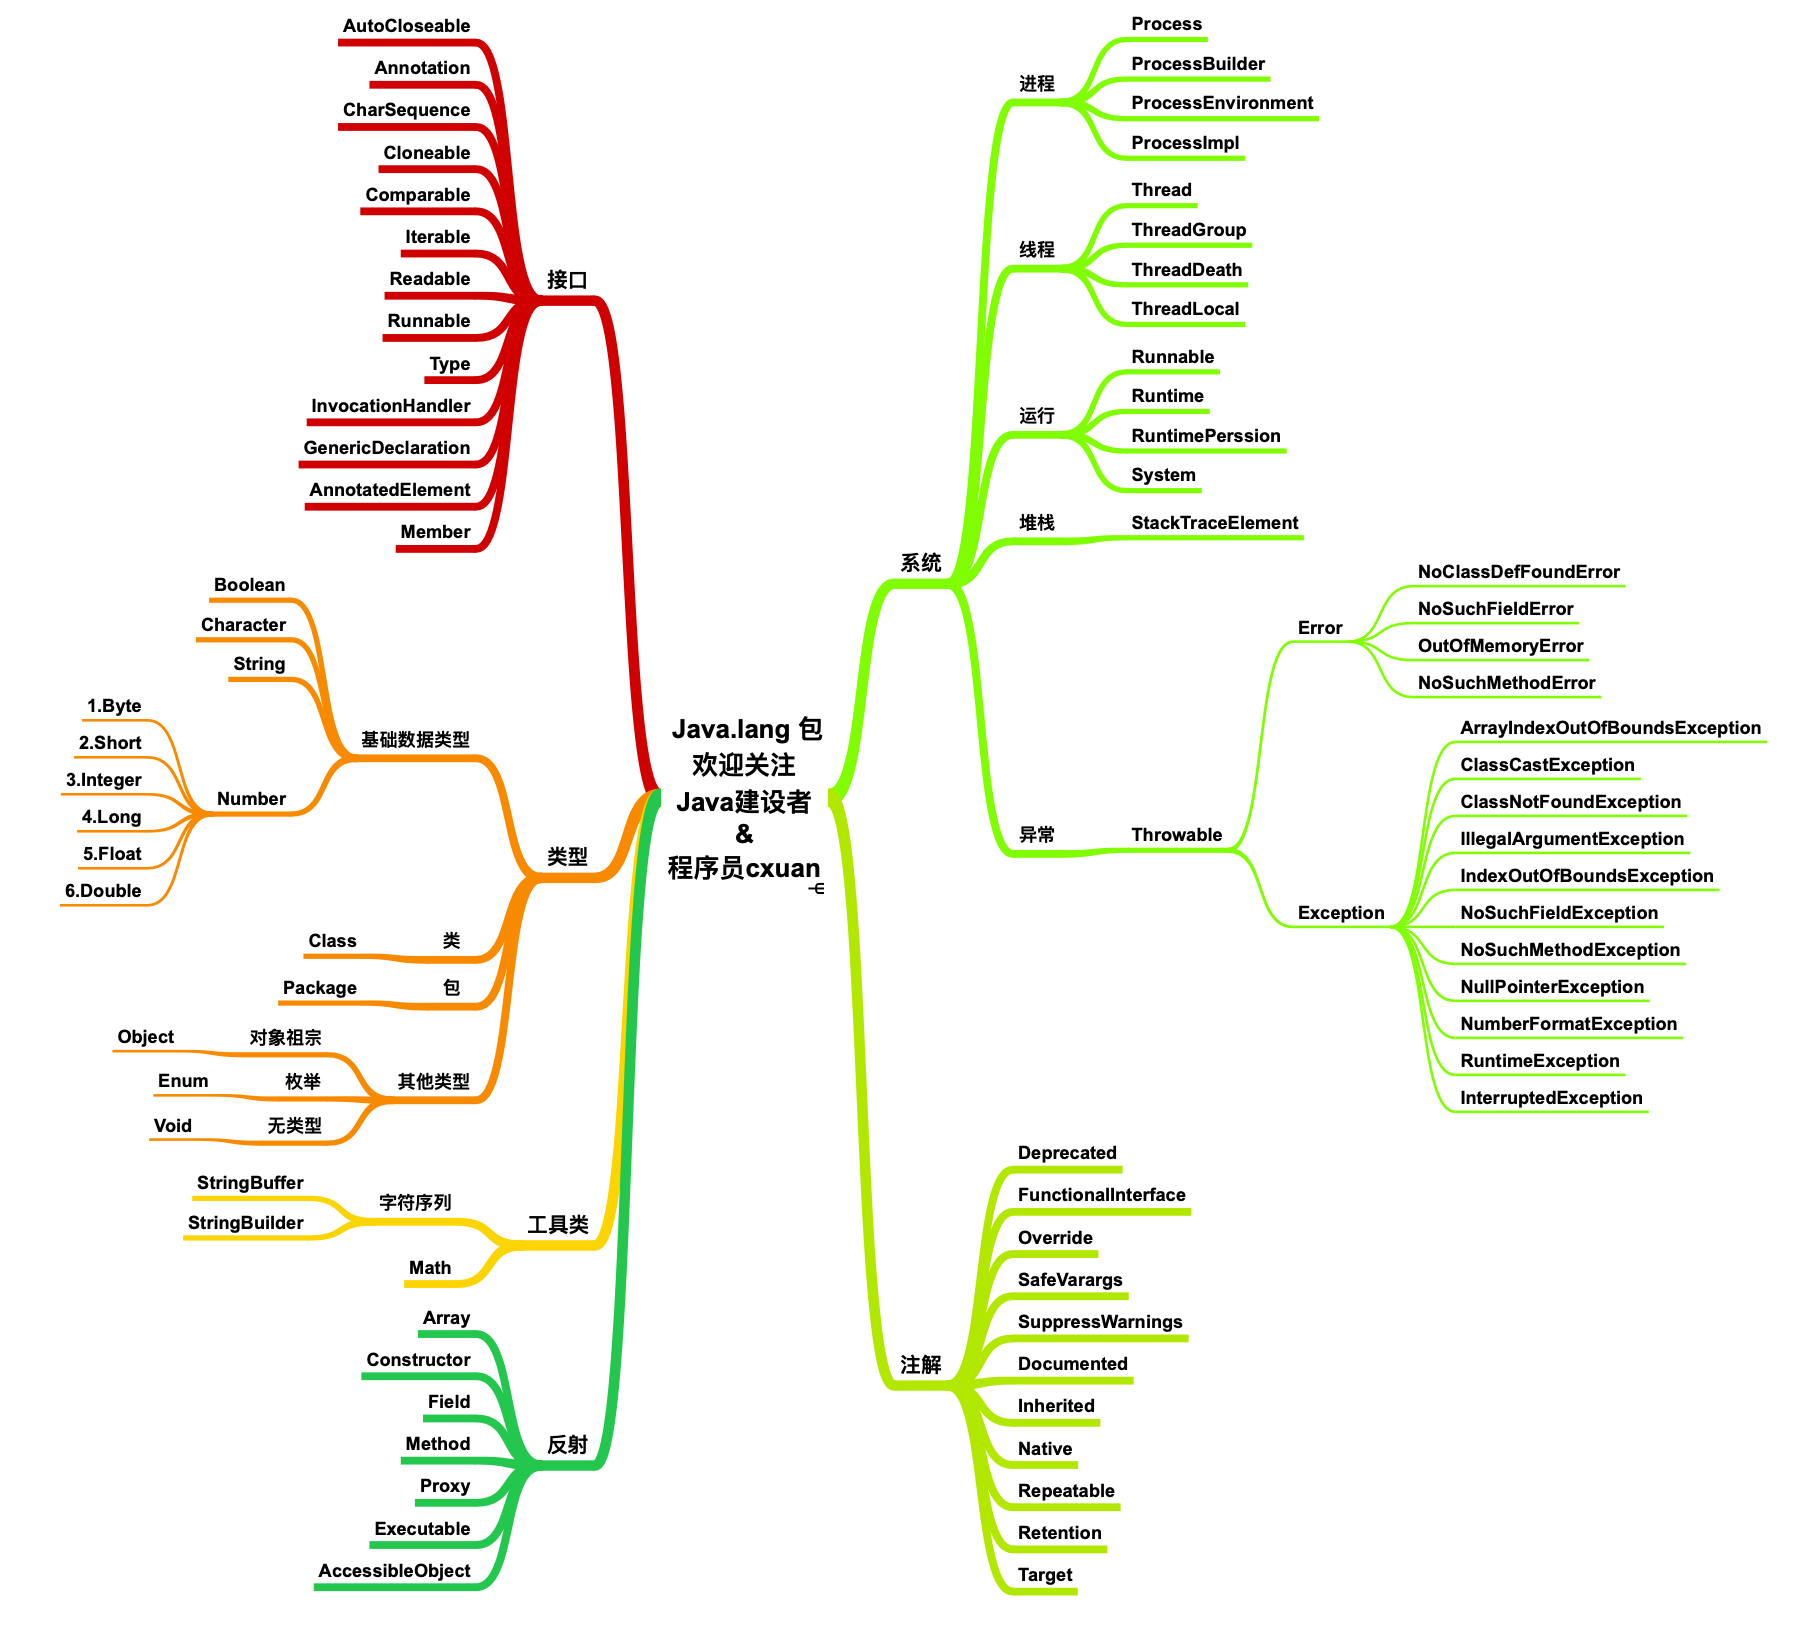 Java.lang 包
欢迎关注
Java建设者
&
程序员cxuan
接口
AutoCloseable
Annotation
CharSequence
Cloneable
Comparable
Iterable
Readable
Runnable
Type
InvocationHandler
GenericDeclaration
AnnotatedElement
Member
类型
基础数据类型
Boolean
Character
String
Number
1.Byte
2.Short
3.Integer
4.Long
5.Float
6.Double
类
Class
包
Package
其他类型
对象祖宗
Object
枚举
Enum
无类型
Void
工具类
字符序列
StringBuffer
StringBuilder
Math
反射
Array
Constructor
Field
Method
Proxy
Executable
AccessibleObject
系统
进程
Process
ProcessBuilder
ProcessEnvironment
ProcessImpl
线程
Thread
ThreadGroup
ThreadDeath
ThreadLocal
运行
Runnable
Runtime
RuntimePerssion
System
堆栈
StackTraceElement
异常
Throwable
Error
NoClassDefFoundError
NoSuchFieldError
OutOfMemoryError
NoSuchMethodError
Exception
ArrayIndexOutOfBoundsException
ClassCastException
ClassNotFoundException
IllegalArgumentException
IndexOutOfBoundsException
NoSuchFieldException
NoSuchMethodException
NullPointerException
NumberFormatException
RuntimeException
InterruptedException
注解
Deprecated
FunctionalInterface
Override
SafeVarargs
SuppressWarnings
Documented
Inherited
Native
Repeatable
Retention
Target